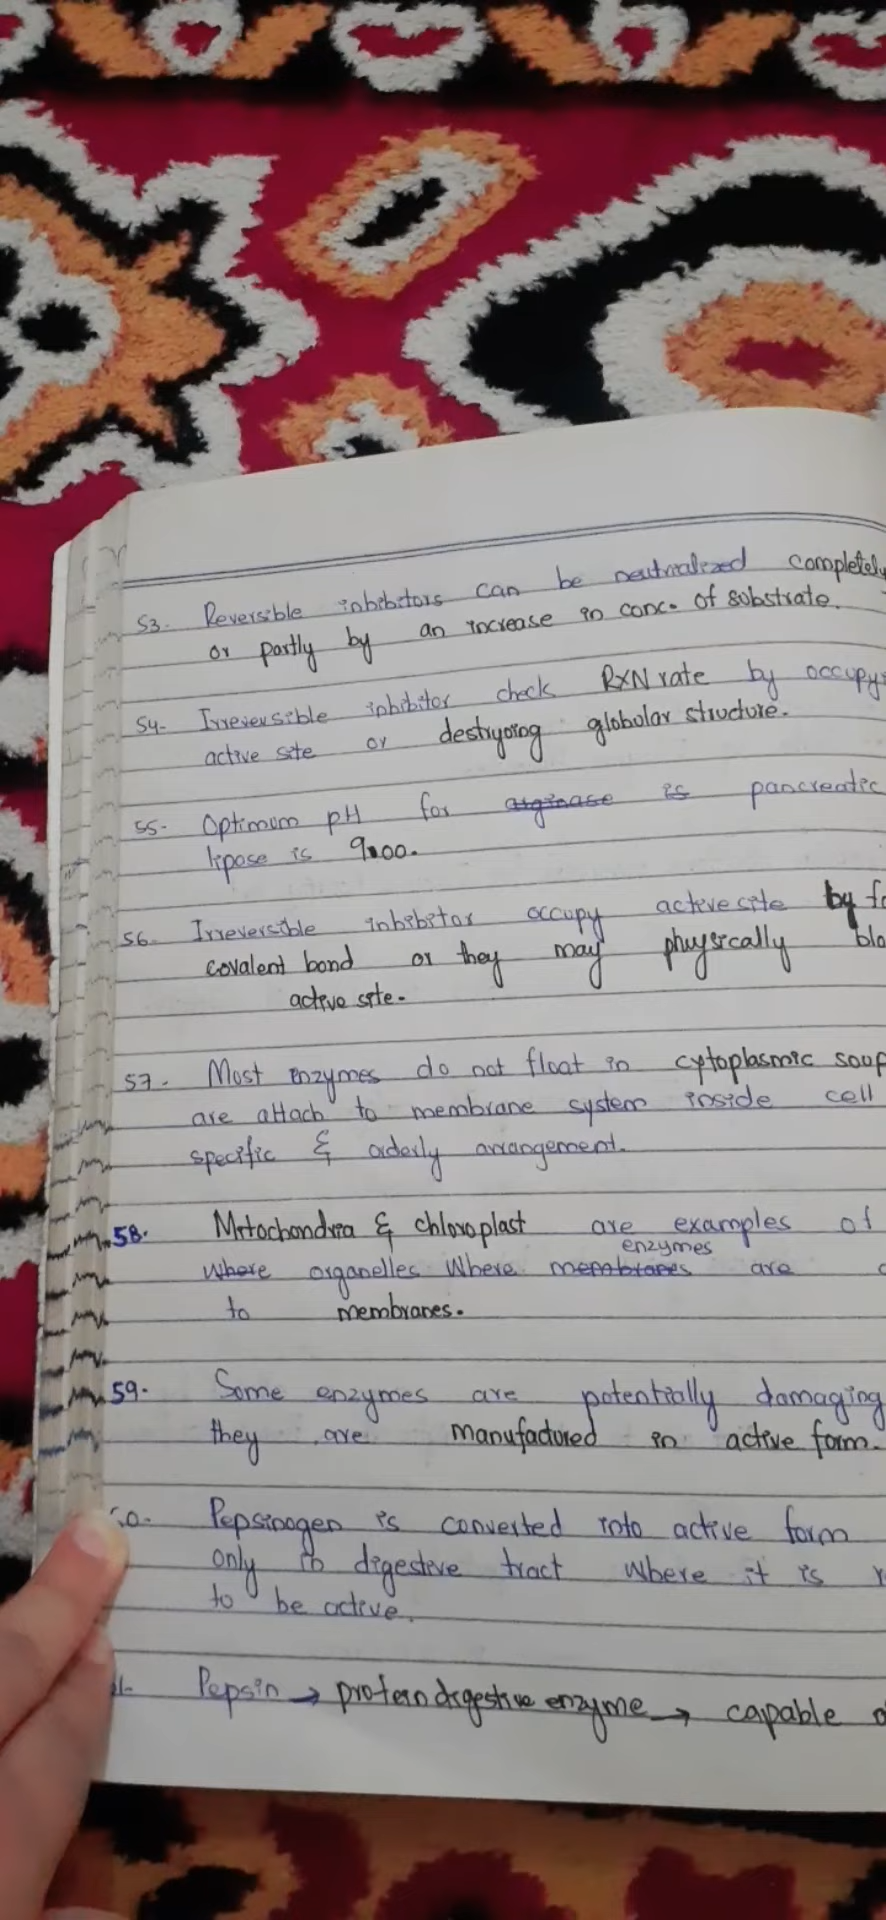 53. Reversible inhibitors can be neutralized completely
or partly by an increase in conc. of substrate.
54- Irreversible inhibitor check RXN rate by occupy
active site or destryoing globular structure.
55- Optimum pH for arginase is pancreatic
lipase is 9.00.
56- Irreversible inhibitor occupy active site by
covalent bond or they may physically
active site.
57- Most enzymes do not float in cytoplasmic soup
are attach to membrane system inside cell
specific & orderly arrangement.
58. Mitochondria & chloroplast are examples of
enzymes
where organelles Where membranes are
to membranes.
59- Some enzymes are potentially damaging
they are manufactured in active form.
0- Pepsinogen is converted into active form
only in digestive tract where it is
to be active.
1- Pepsin → protein digestive enzyme → capable